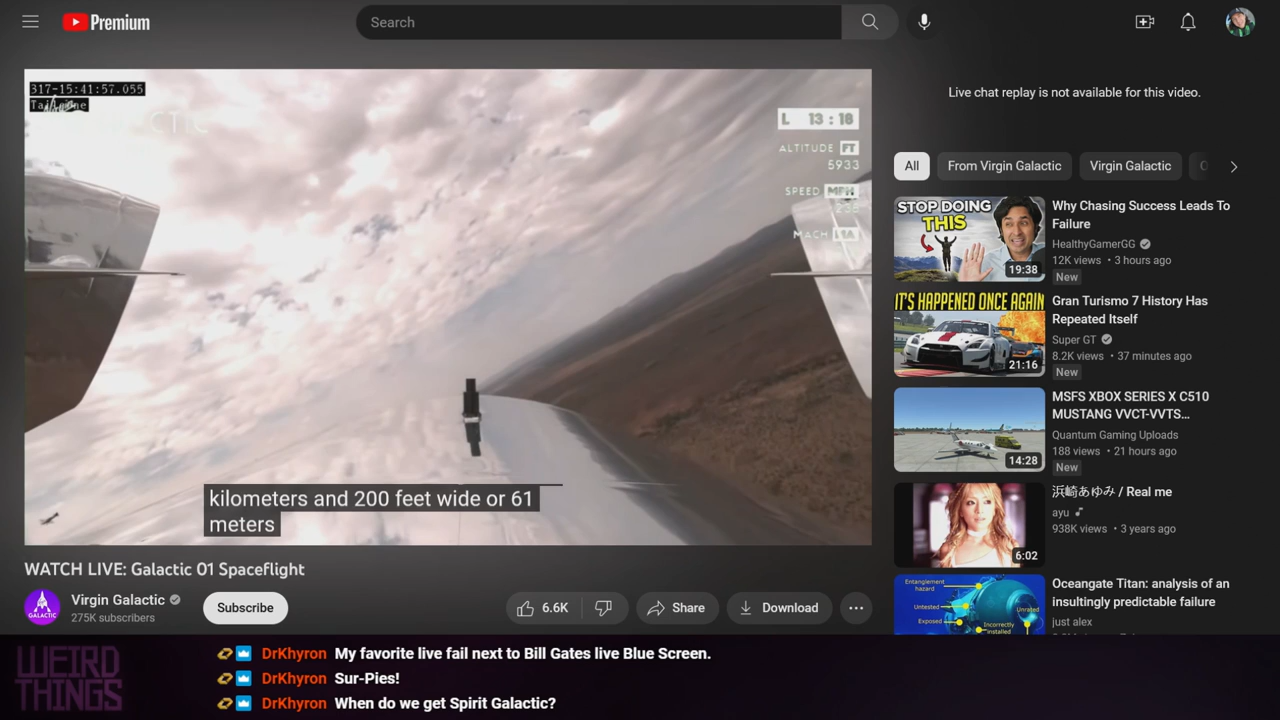 Premium
Search
317-15:41:57.055
L 13:18
ALTITUDE FT
5933
SPEED MPH
MACH
kilometers and 200 feet wide or 61
meters
WATCH LIVE: Galactic 01 Spaceflight
Virgin Galactic
275K subscribers
Subscribe
6.6K
Share
Download
Live chat replay is not available for this video.
All
From Virgin Galactic
Virgin Galactic
STOP DOING
THIS
19:38
Why Chasing Success Leads To
Failure
HealthyGamerGG
12K views • 3 hours ago
New
IT'S HAPPENED ONCE AGAIN
21:16
Gran Turismo 7 History Has
Repeated Itself
Super GT
8.2K views • 37 minutes ago
New
14:28
MSFS XBOX SERIES X C510
MUSTANG VVCT-VVTS...
Quantum Gaming Uploads
188 views • 21 hours ago
New
6:02
浜崎あゆみ / Real me
ayu
938K views • 3 years ago
Entanglement
hazard
Untested
Exposed
Unrated
Incorrectly
installed
Oceangate Titan: analysis of an
insultingly predictable failure
just alex
WEIRD
THINGS
DrKhyron My favorite live fail next to Bill Gates live Blue Screen.
DrKhyron Sur-Pies!
DrKhyron When do we get Spirit Galactic?